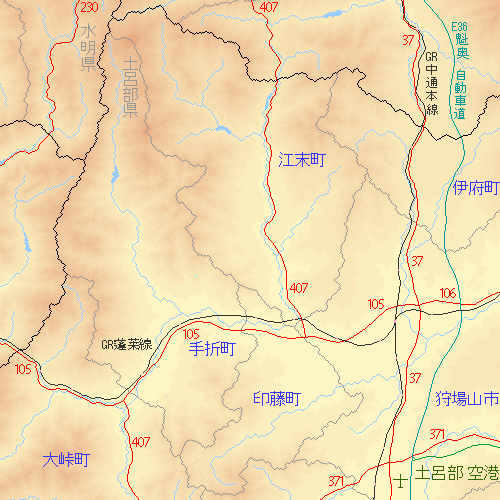 230
407
37
E36
魁奥自動車道
水明県
土呂部県
GR中通本線
江末町
伊府町
37
407
105
106
105
GR蓬莱線
手折町
105
37
印藤町
狩場山市
371
407
大峠町
371
土呂部空港